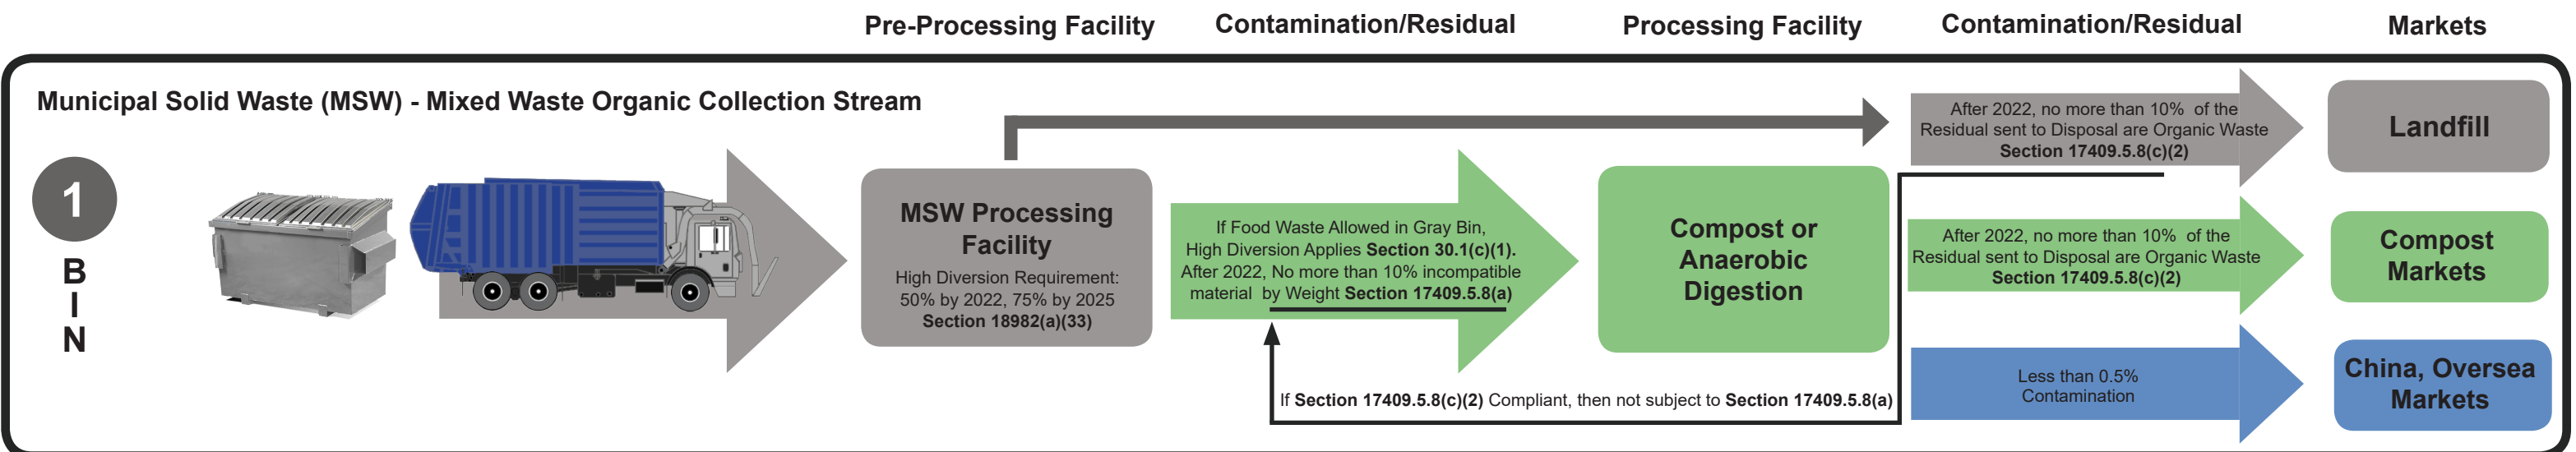 Pre-Processing Facility
Contamination/Residual
Processing Facility
Contamination/Residual
Markets
Municipal Solid Waste (MSW) - Mixed Waste Organic Collection Stream
1
B
I
N
MSW Processing
Facility
High Diversion Requirement:
50% by 2022, 75% by 2025
Section 18982(a)(33)
If Food Waste Allowed in Gray Bin,
High Diversion Applies Section 30.1(c)(1).
After 2022, No more than 10% incompatible
material by Weight Section 17409.5.8(a)
If Section 17409.5.8(c)(2) Compliant, then not subject to Section 17409.5.8(a)
Compost or
Anaerobic
Digestion
After 2022, no more than 10% of the
Residual sent to Disposal are Organic Waste
Section 17409.5.8(c)(2)
Landfill
After 2022, no more than 10% of the
Residual sent to Disposal are Organic Waste
Section 17409.5.8(c)(2)
Compost
Markets
Less than 0.5%
Contamination
China, Oversea
Markets